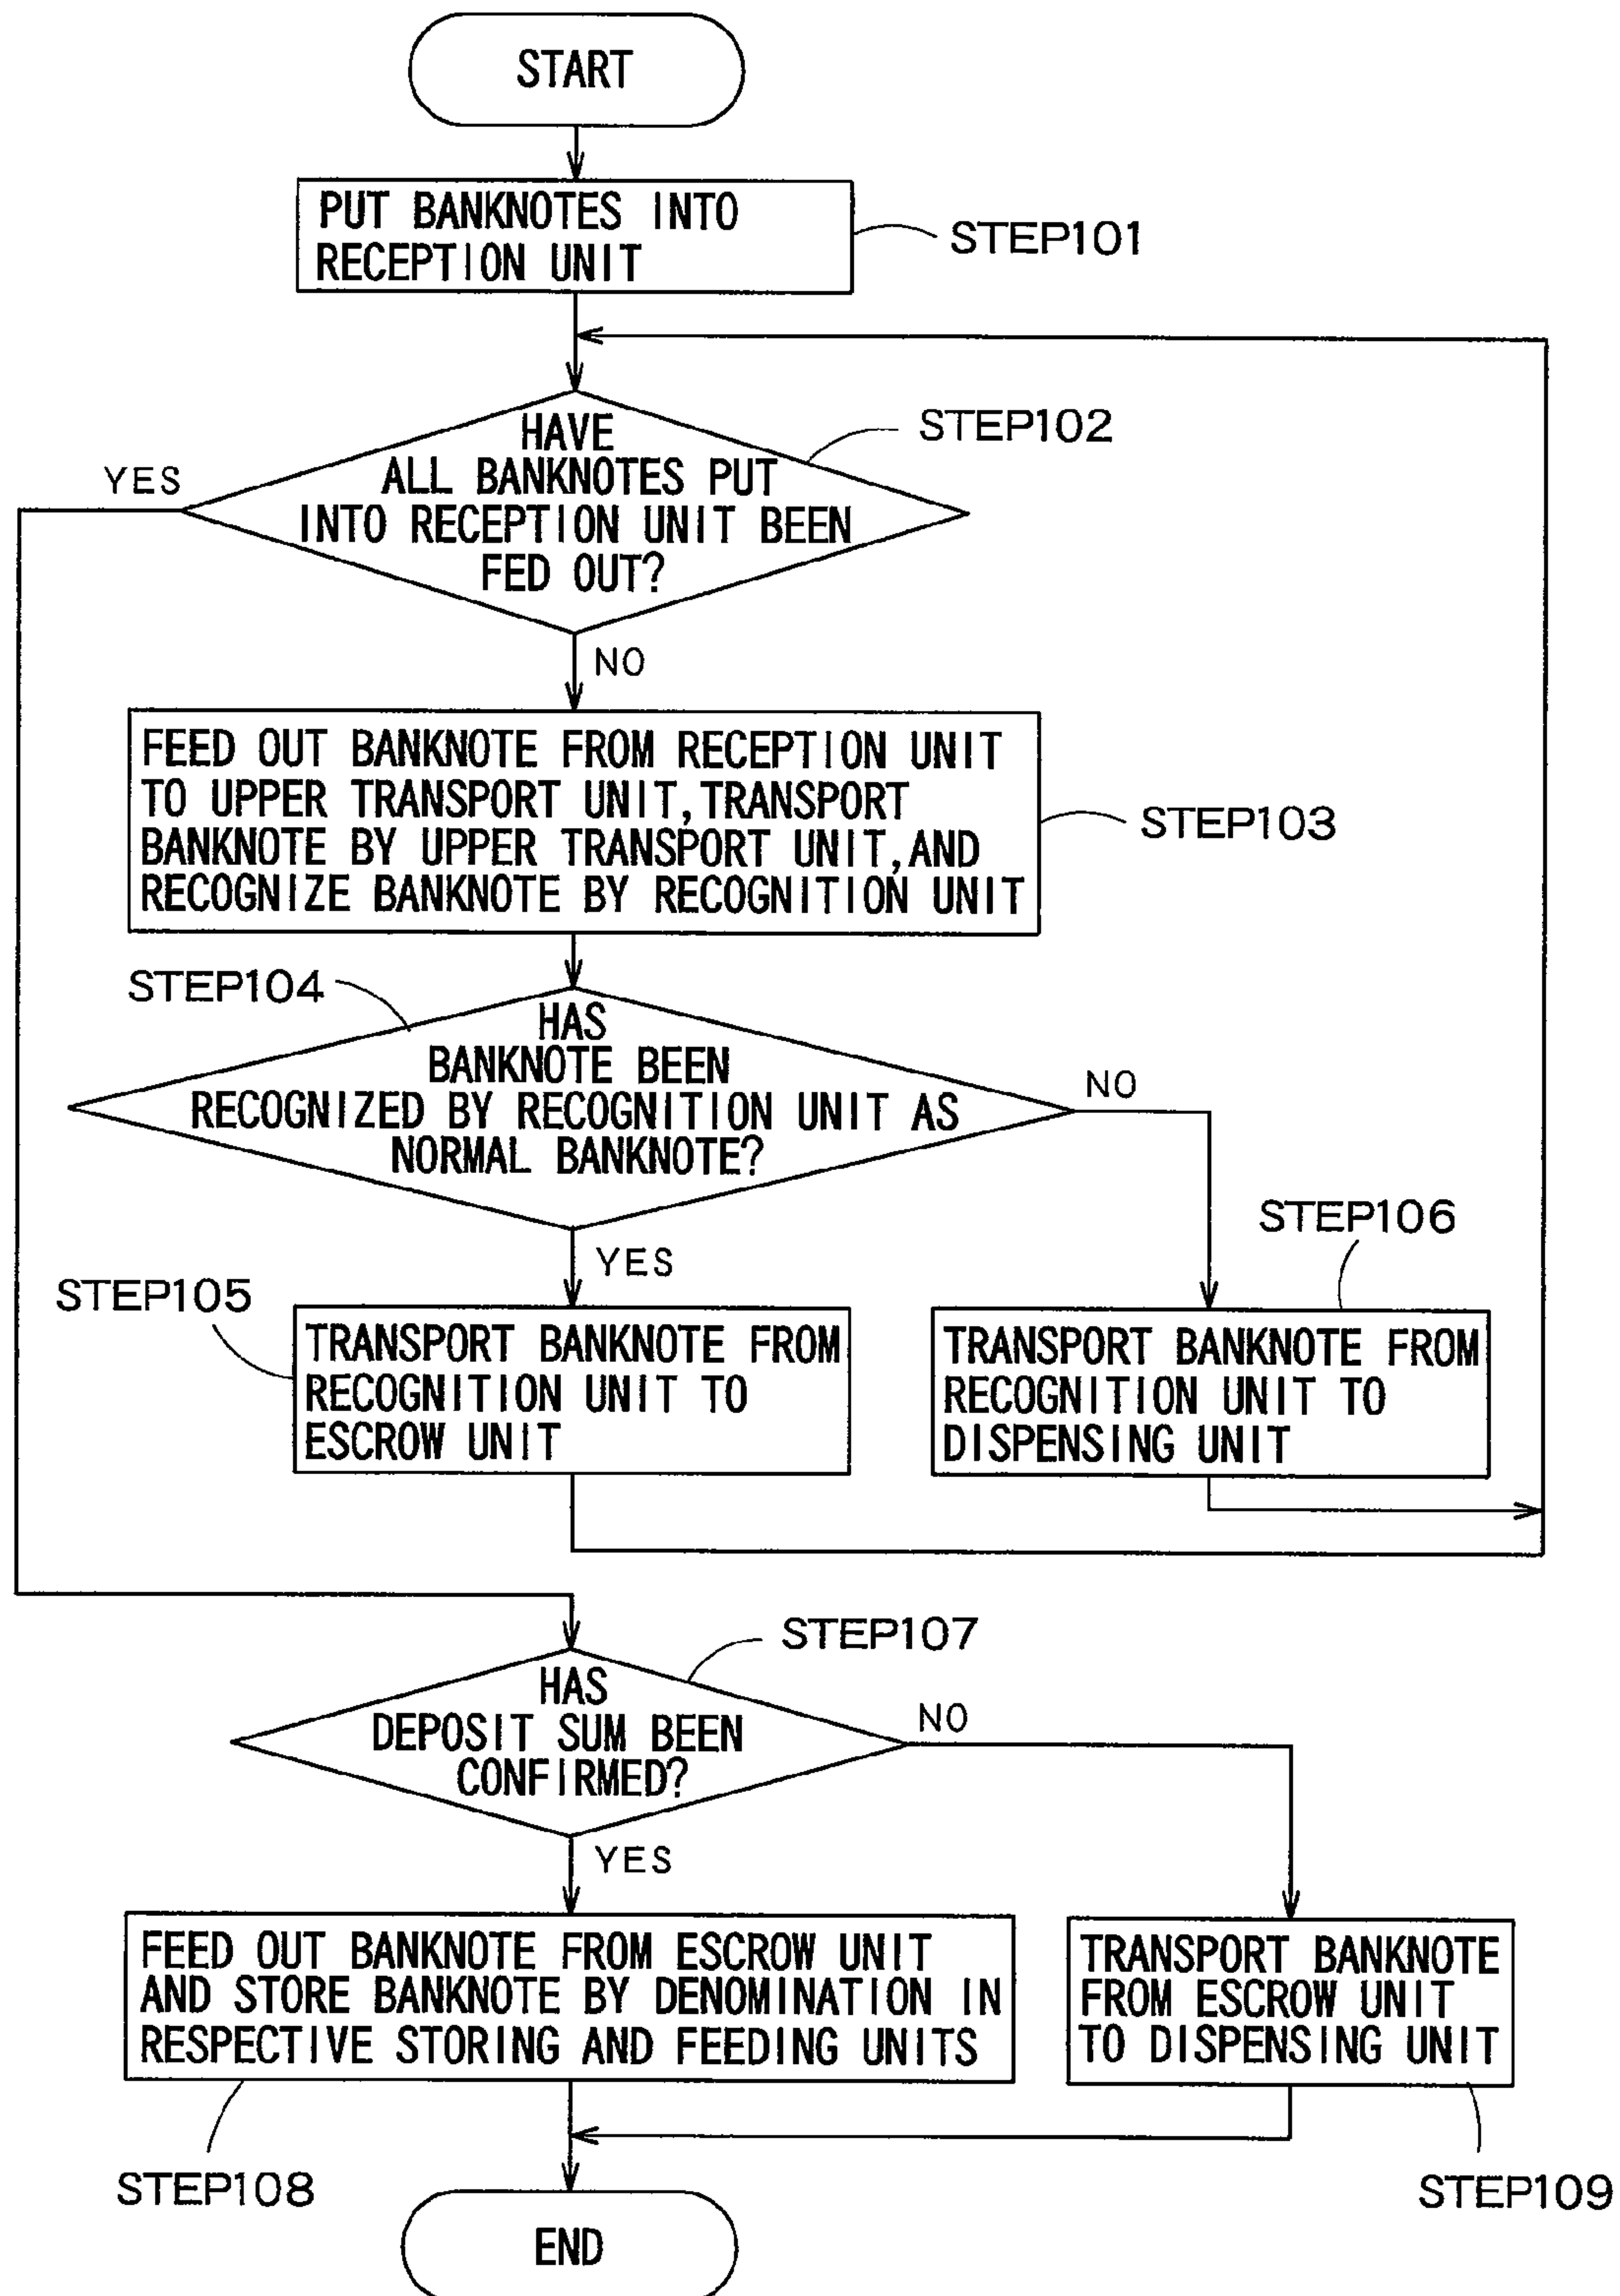 START
PUT BANKNOTES INTO
RECEPTION UNIT
STEP101
HAVE
ALL BANKNOTES PUT
INTO RECEPTION UNIT BEEN
FED OUT?
STEP102
YES
NO
FEED OUT BANKNOTE FROM RECEPTION UNIT
TO UPPER TRANSPORT UNIT,TRANSPORT
BANKNOTE BY UPPER TRANSPORT UNIT,AND
RECOGNIZE BANKNOTE BY RECOGNITION UNIT
STEP103
STEP104
HAS
BANKNOTE BEEN
RECOGNIZED BY RECOGNITION UNIT AS
NORMAL BANKNOTE?
NO
YES
STEP105
TRANSPORT BANKNOTE FROM
RECOGNITION UNIT TO
ESCROW UNIT
STEP106
TRANSPORT BANKNOTE FROM
RECOGNITION UNIT TO
DISPENSING UNIT
STEP107
HAS
DEPOSIT SUM BEEN
CONFIRMED?
NO
YES
FEED OUT BANKNOTE FROM ESCROW UNIT
AND STORE BANKNOTE BY DENOMINATION IN
RESPECTIVE STORING AND FEEDING UNITS
STEP108
TRANSPORT BANKNOTE
FROM ESCROW UNIT
TO DISPENSING UNIT
STEP109
END